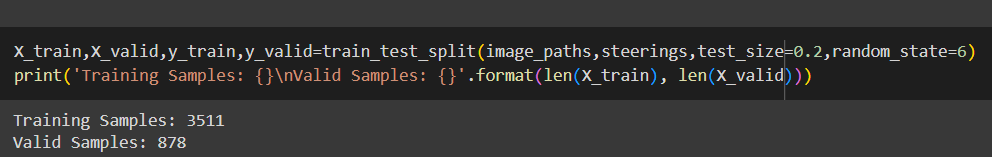 X_train,X_valid,y_train,y_valid=train_test_split(image_paths,steerings,test_size=0.2,random_state=6)
print('Training Samples: {}\nValid Samples: {}'.format(len(X_train), len(X_valid)))
Training Samples: 3511
Valid Samples: 878